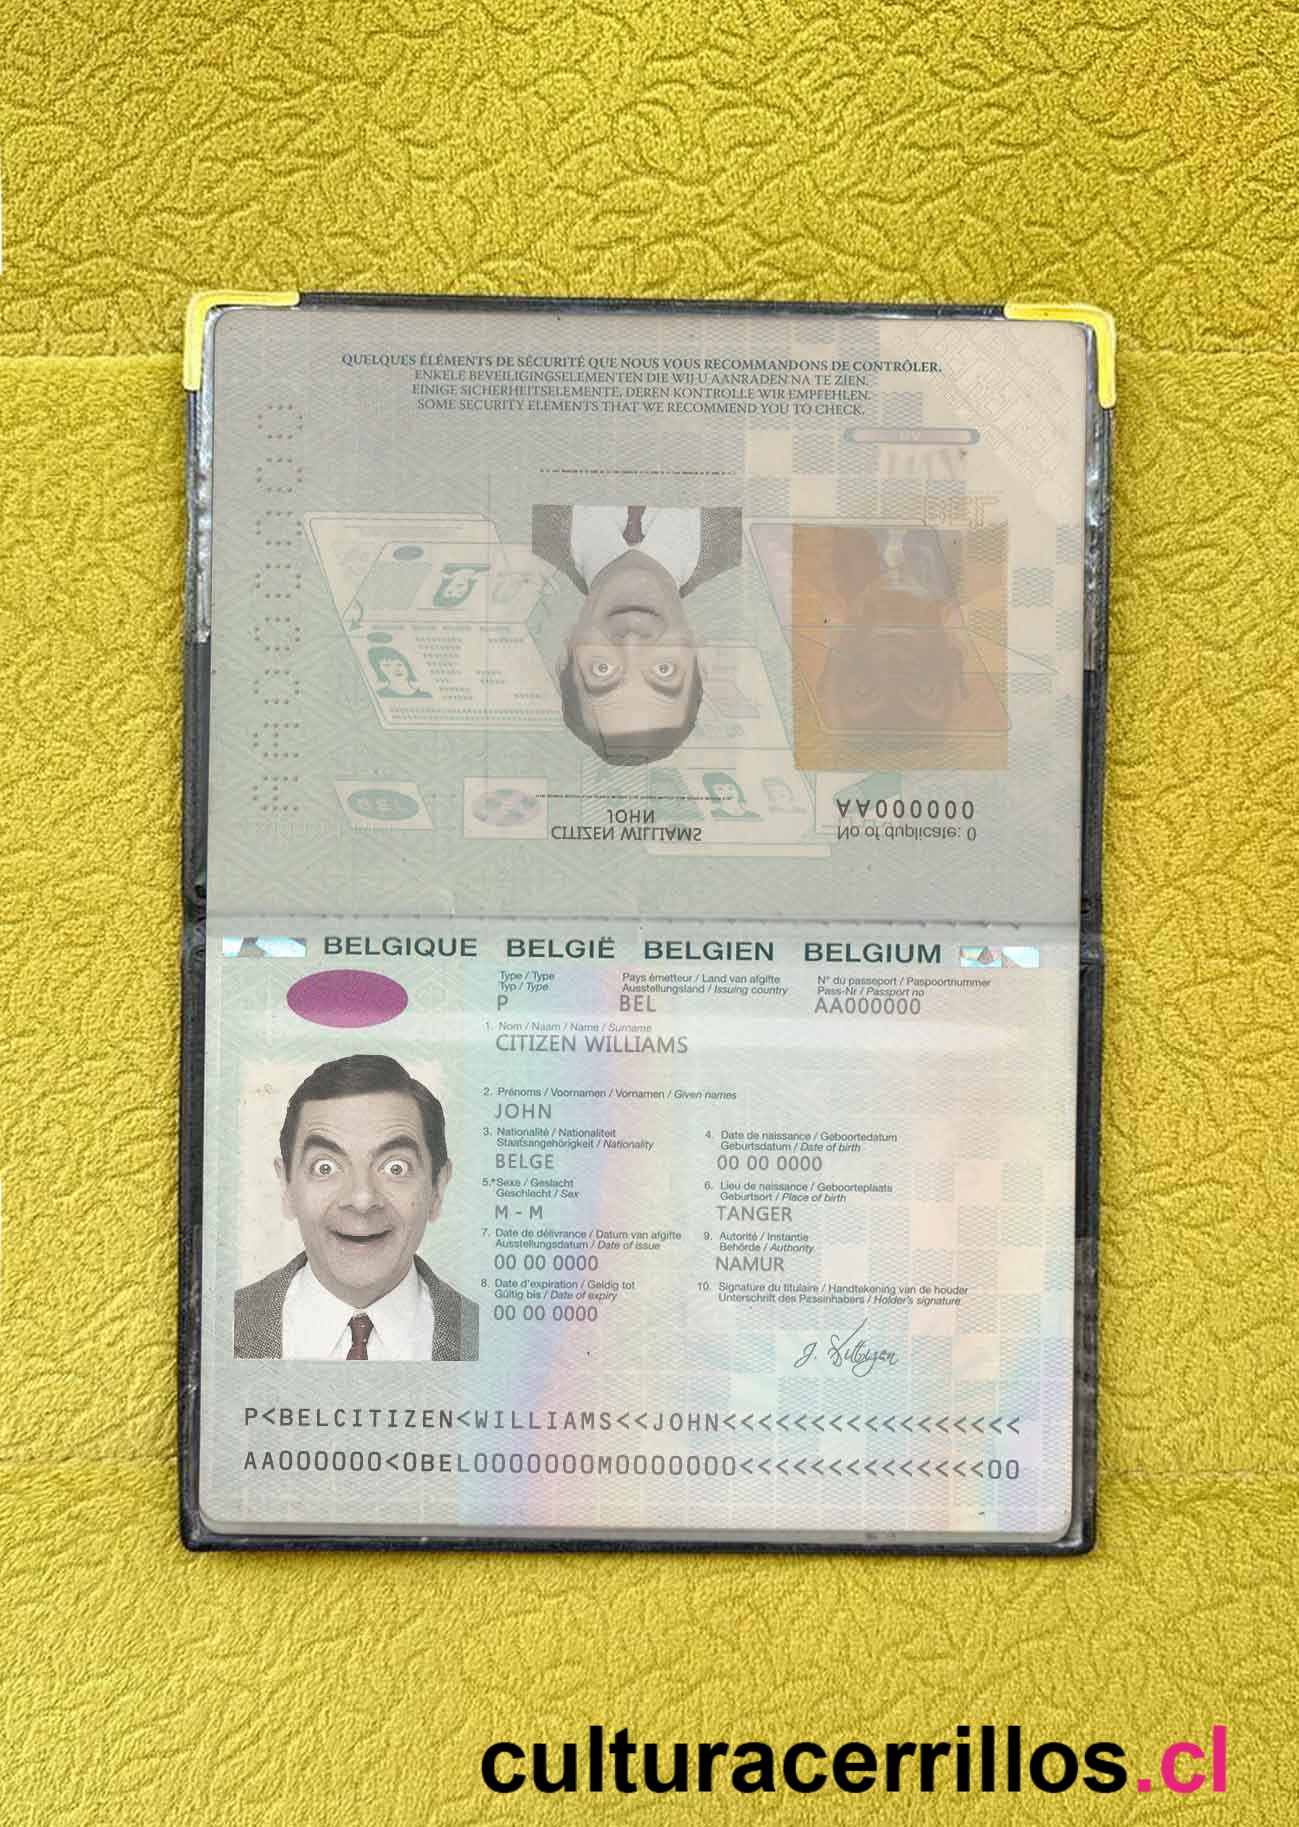 QUELQUES ÉLÉMENTS DE SÉCURITÉ QUE NOUS VOUS RECOMMANDONS DE CONTRÔLER.
ENKELE BEVEILIGINGSELEMENTEN DIE WIJ U AANRADEN NA TE ZIEN.
EINIGE SICHERHEITSELEMENTE, DEREN KONTROLLE WIR EMPFEHLEN.
SOME SECURITY ELEMENTS THAT WE RECOMMEND YOU TO CHECK.
AA000000
No of duplicate: 0
JOHN
CITIZEN WILLIAMS
BELGIQUE BELGIË BELGIEN BELGIUM
Type / Type Pays émetteur / Land van afgifte N° du passeport / Paspoortnummer
Typ / Type Ausstellungsland / Issuing country Pass-Nr / Passport no
P BEL AA000000
1. Nom / Naam / Name / Surname
CITIZEN WILLIAMS
2. Prénoms / Voornamen / Vornamen / Given names
JOHN
3. Nationalité / Nationaliteit 4. Date de naissance / Geboortedatum
Staatsangehörigkeit / Nationality Geburtsdatum / Date of birth
BELGE 00 00 0000
5. Sexe / Geslacht 6. Lieu de naissance / Geboorteplaats
Geschlecht / Sex Geburtsort / Place of birth
M - M TANGER
7. Date de délivrance / Datum van afgifte 9. Autorité / Instantie
Ausstellungsdatum / Date of issue Behörde / Authority
00 00 0000 NAMUR
8. Date d'expiration / Geldig tot 10. Signature du titulaire / Handtekening van de houder
Gültig bis / Date of expiry Unterschrift des Passinhabers / Holder's signature
00 00 0000
P<BELCITIZEN<WILLIAMS<<JOHN<<<<<<<<<<<<<<<<<
AA000000<0BEL0000000M0000000<<<<<<<<<<<<<<00
culturacerrillos.cl